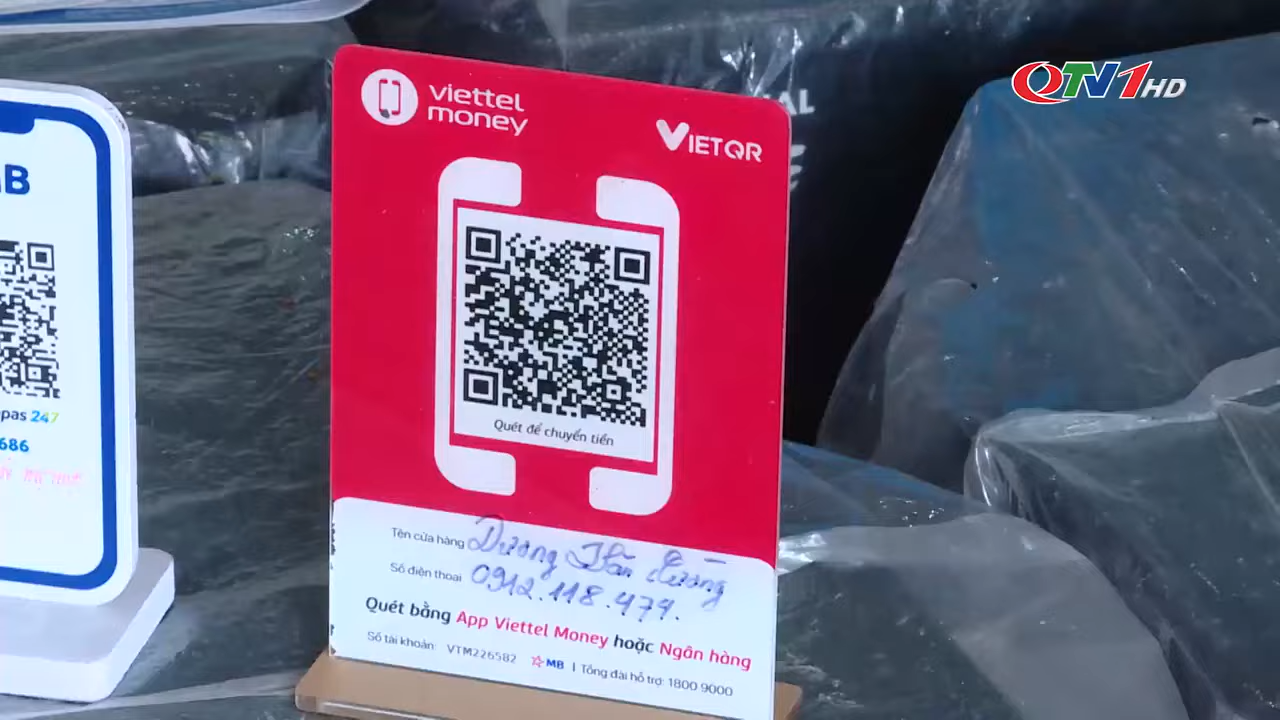 QTV1HD
viettel
money
VIETQR
AL
B
Quét để chuyển tiền
pas 247
686
Tên cửa hàng Dương Văn Cường
Số điện thoại 0912.118.479.
Quét bằng App Viettel Money hoặc Ngân hàng
Số tài khoản: VTM226582 MB | Tổng đài hỗ trợ: 1800 9000